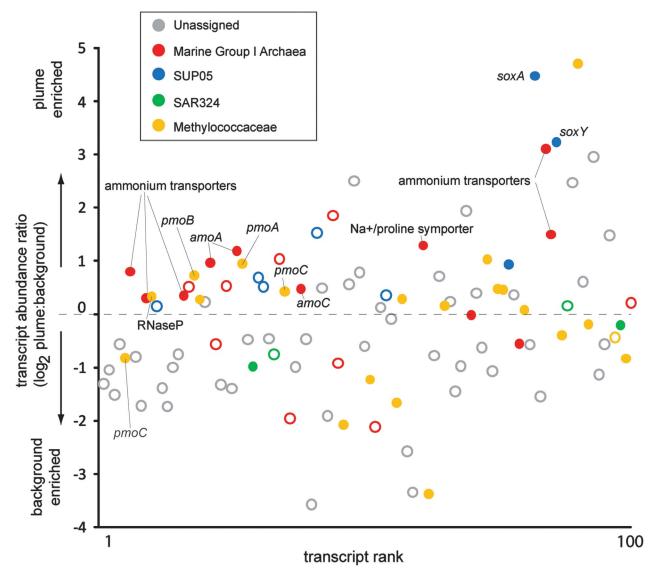 Unassigned
Marine Group I Archaea
SUP05
SAR324
Methylococcaceae
plume
enriched
transcript abundance ratio
(log2 plume:background)
background
enriched
5
4
3
2
1
0
-1
-2
-3
-4
soxA
soxY
ammonium transporters
ammonium transporters
pmoB
amoA
pmoA
Na+/proline symporter
pmoC
amoC
RNaseP
pmoC
1
100
transcript rank